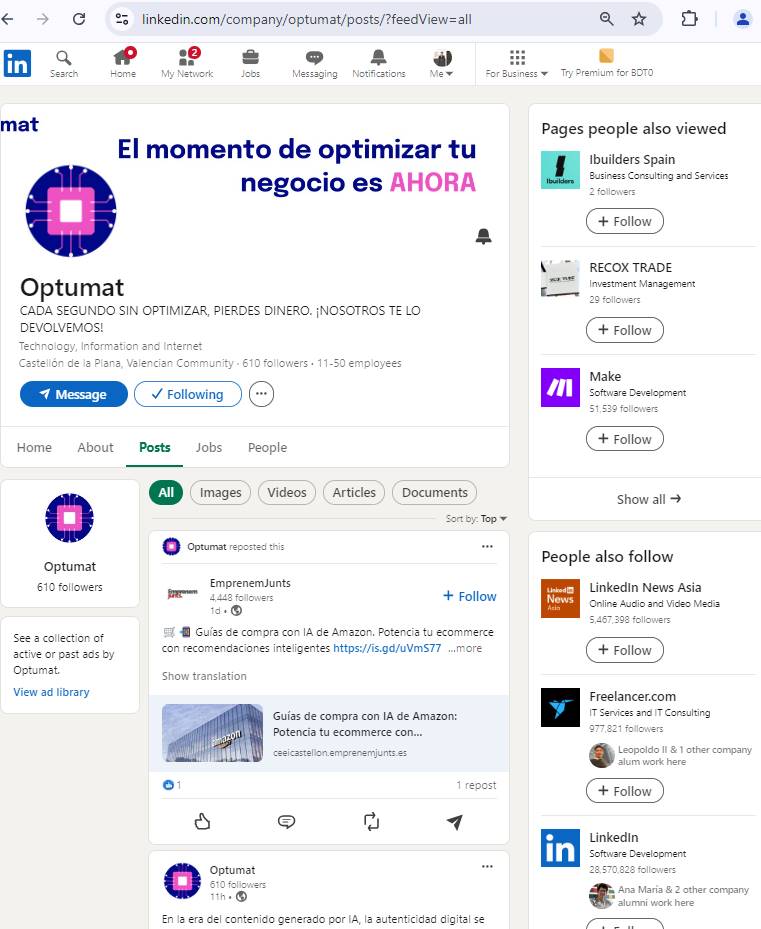 linkedin.com/company/optumat/posts/?feedView=all
in
Search
Home
2
My Network
Jobs
Messaging
Notifications
Me
For Business
Try Premium for BDT0
mat
El momento de optimizar tu
negocio es AHORA
Optumat
CADA SEGUNDO SIN OPTIMIZAR, PIERDES DINERO. ¡NOSOTROS TE LO
DEVOLVEMOS!
Technology, Information and Internet
Castellón de la Plana, Valencian Community · 610 followers · 11-50 employees
Message
Following
Home
About
Posts
Jobs
People
Optumat
610 followers
See a collection of
active or past ads by
Optumat.
View ad library
All
Images
Videos
Articles
Documents
Sort by: Top
Optumat reposted this
EmprenemJunts
4,448 followers
1d •
+ Follow
Guías de compra con IA de Amazon. Potencia tu ecommerce
con recomendaciones inteligentes https://is.gd/uVmS77 ...more
Show translation
amazon
Guías de compra con IA de Amazon:
Potencia tu ecommerce con...
ceeicastellon.emprenemjunts.es
1
1 repost
Optumat
610 followers
11h •
En la era del contenido generado por IA, la autenticidad digital se
Pages people also viewed
Ibuilders
Ibuilders Spain
Business Consulting and Services
2 followers
+ Follow
RECOX TRADE
Investment Management
29 followers
+ Follow
Make
Software Development
51,539 followers
+ Follow
Show all →
People also follow
Linked in
News
Asia
LinkedIn News Asia
Online Audio and Video Media
5,467,398 followers
+ Follow
Freelancer.com
IT Services and IT Consulting
977,821 followers
Leopoldo II & 1 other company
alum work here
+ Follow
in
LinkedIn
Software Development
28,570,828 followers
Ana María & 2 other company
alumni work here
+ Follow